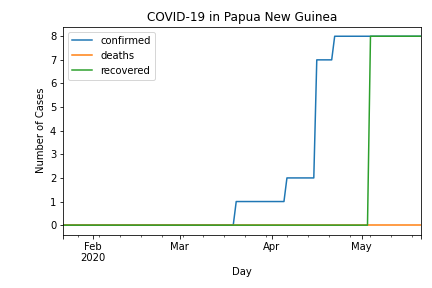 COVID-19 in Papua New Guinea
confirmed
deaths
recovered
Number of Cases
8
7
6
5
4
3
2
1
0
Feb
2020
Mar
Apr
May
Day